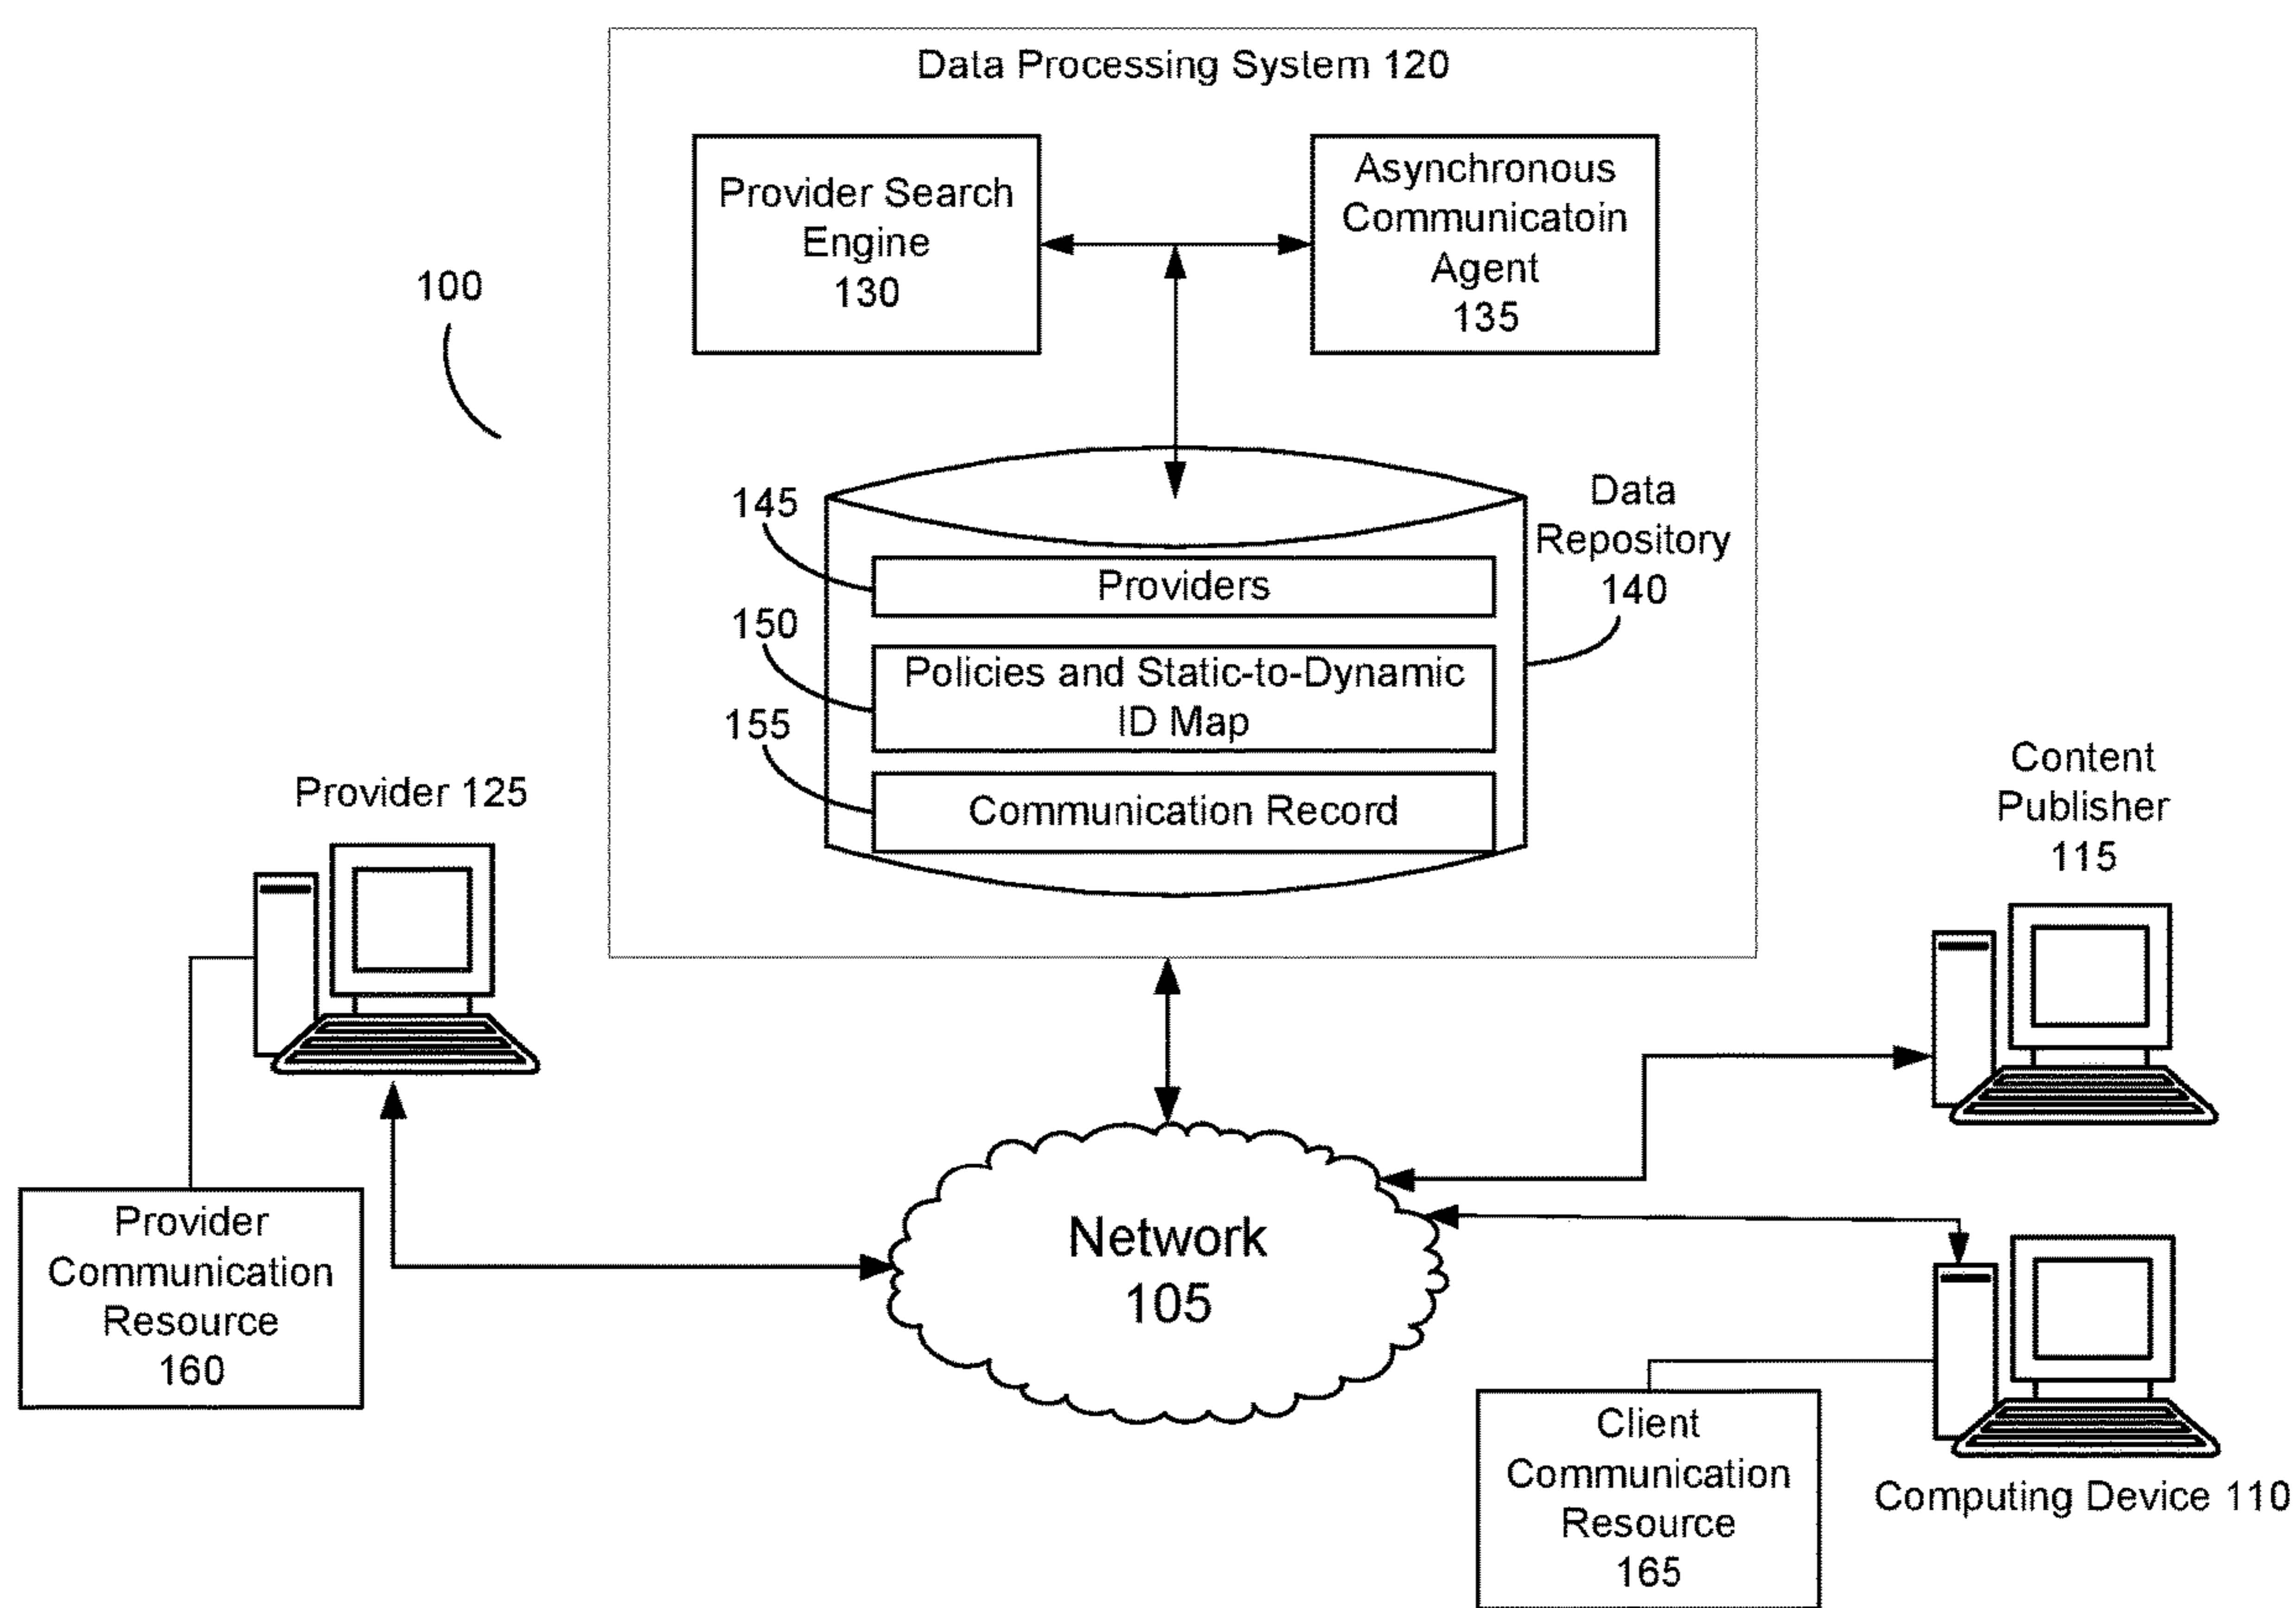 Data Processing System 120
Provider Search
Engine
130
Asynchronous
Communicatoin
Agent
135
100
Data
Repository
140
145
Providers
150
Policies and Static-to-Dynamic
ID Map
155
Communication Record
Provider 125
Content
Publisher
115
Provider
Communication
Resource
160
Network
105
Client
Communication
Resource
165
Computing Device 110